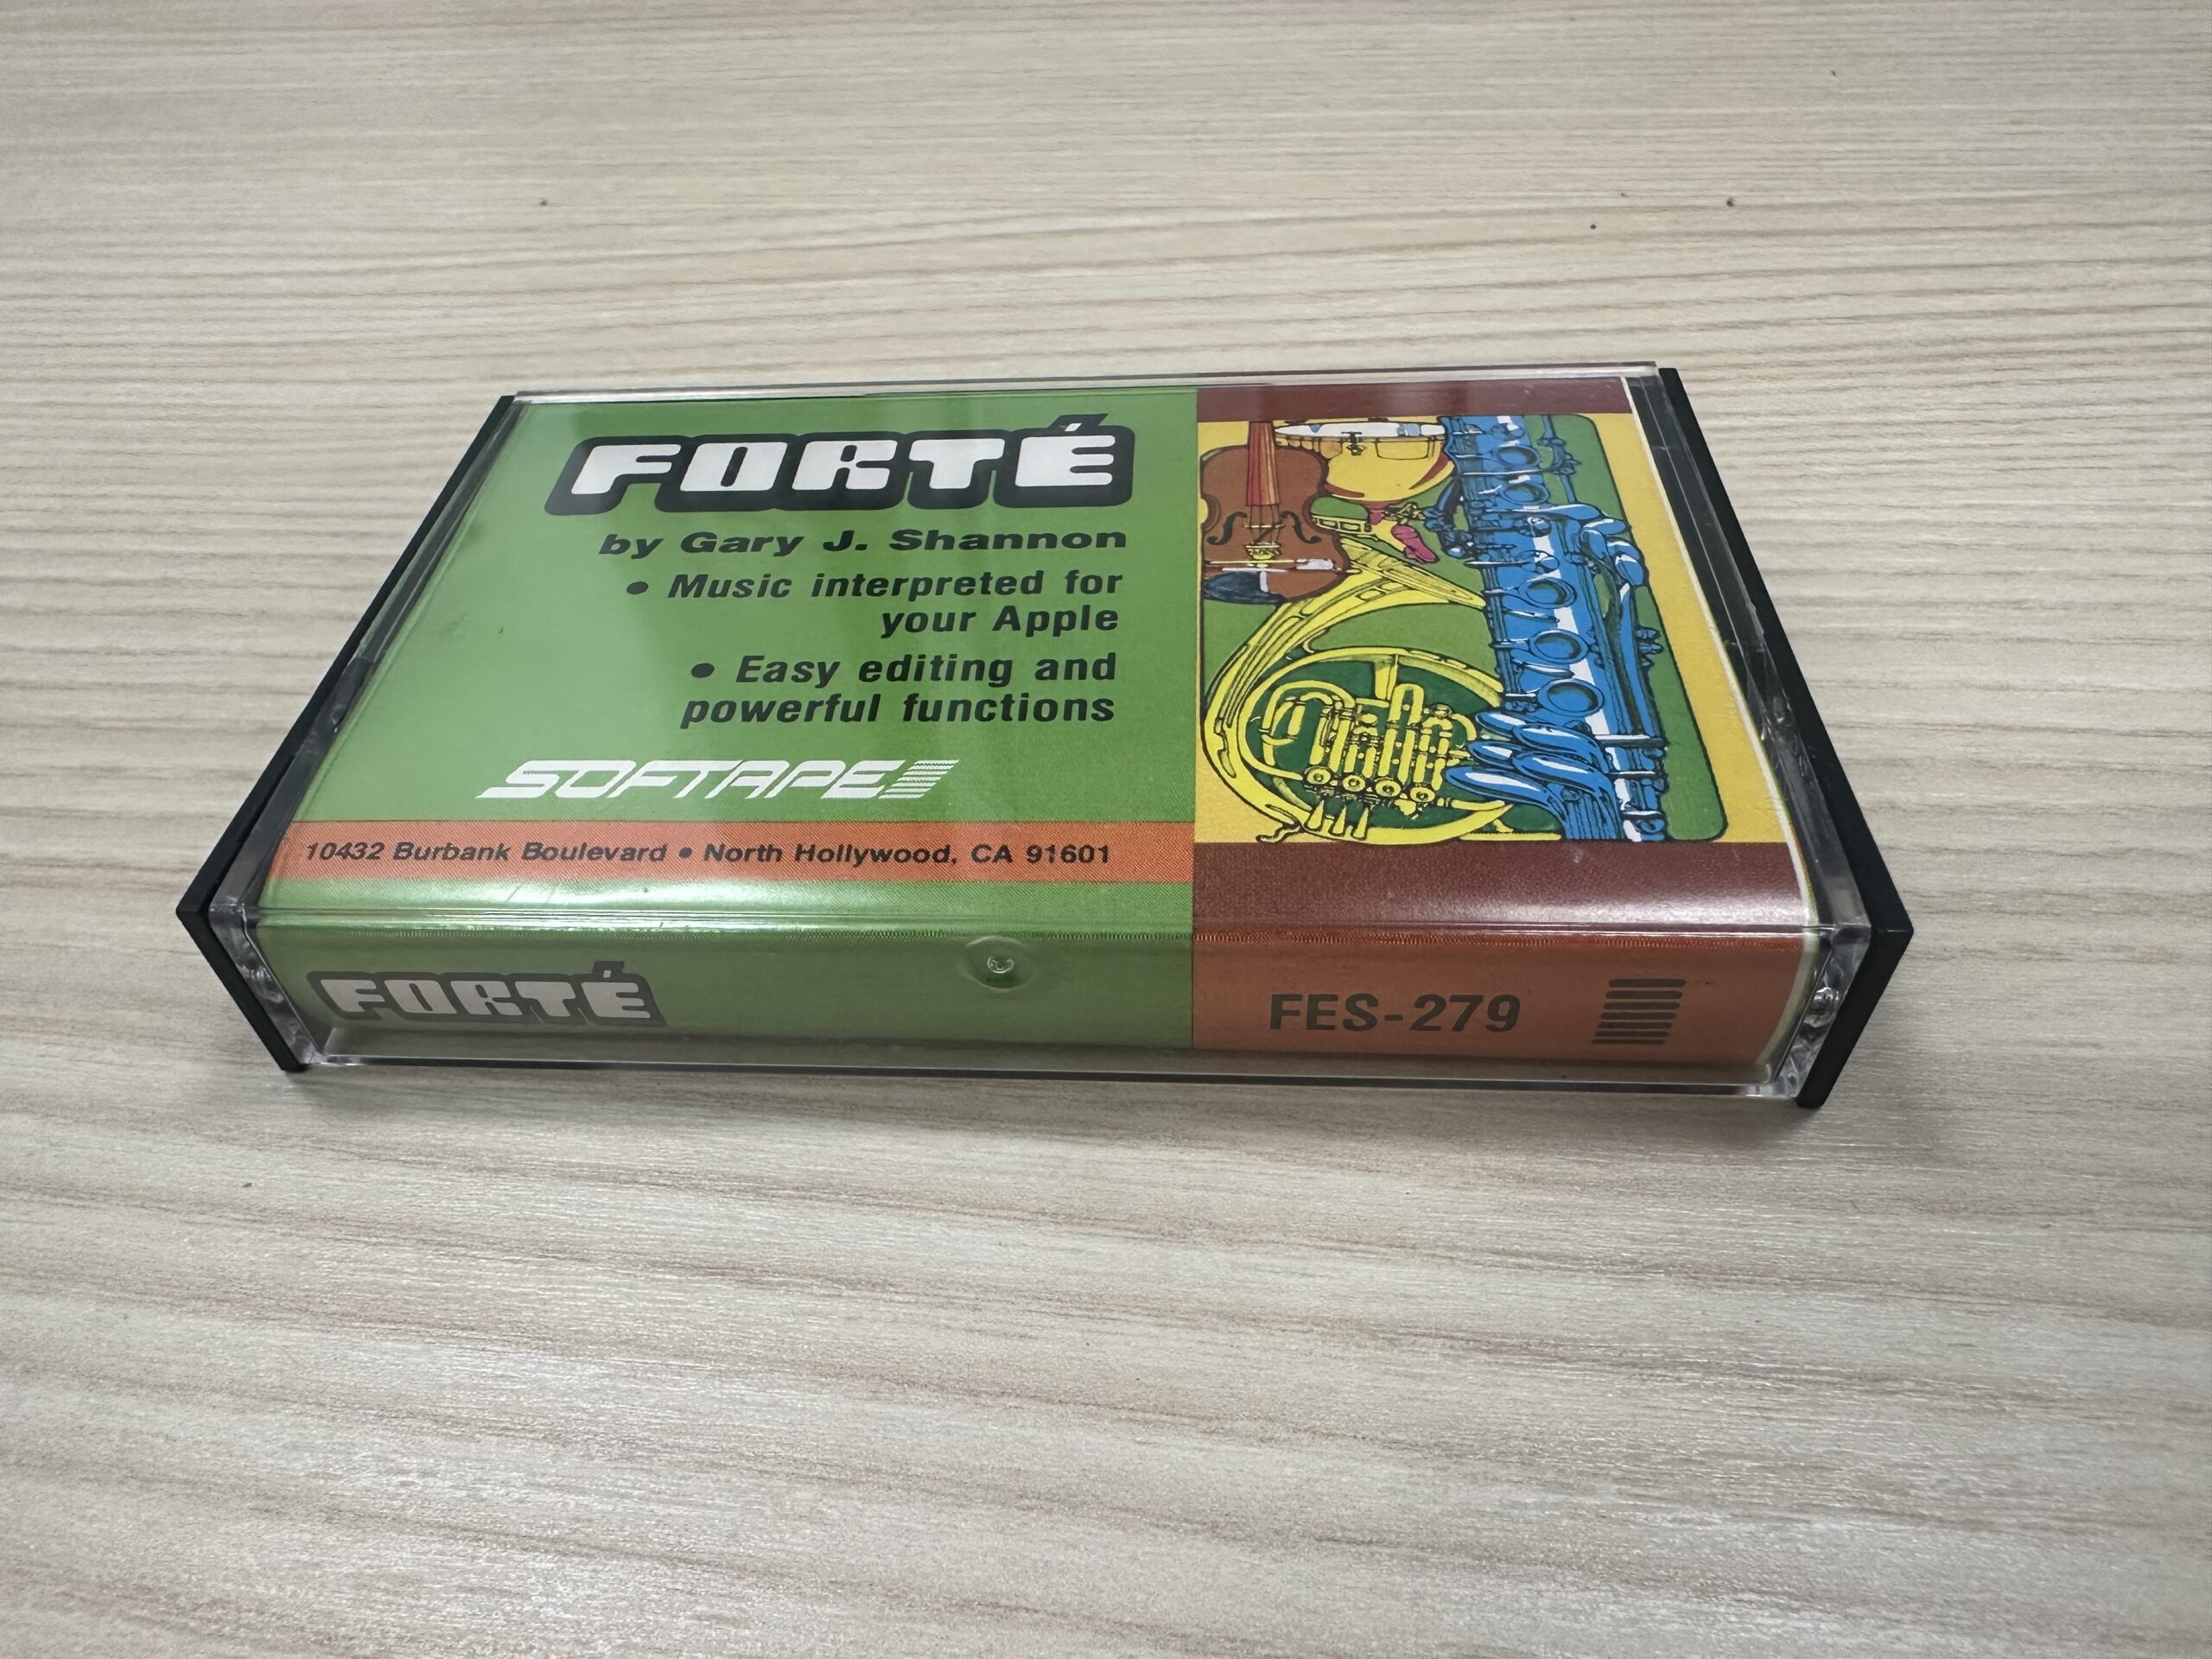 FORTÉ
by Gary J. Shannon
• Music interpreted for
your Apple
• Easy editing and
powerful functions
SOFTAPE
10432 Burbank Boulevard • North Hollywood, CA 91601
FORTÉ
FES-279